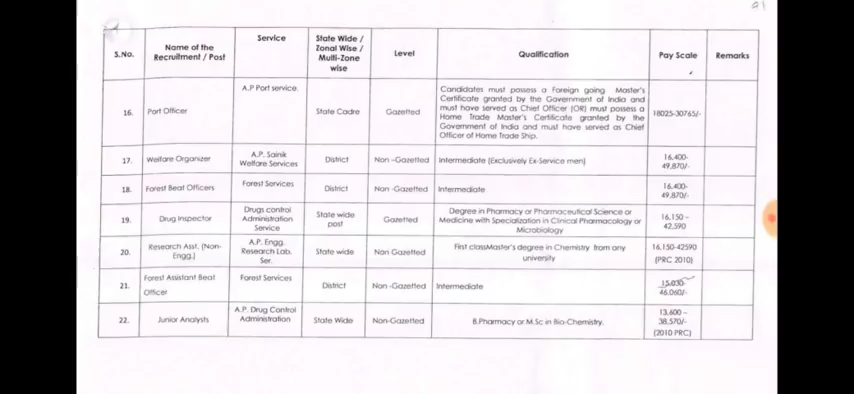 91
S.No.
Name of the
Recruitment / Post
Service
State Wide /
Zonal Wise /
Multi-Zone
wise
Level
Qualification
Pay Scale
Remarks
16.
Port Officer
A.P Port service.
State Cadre
Gazetted
Candidates must possess a Foreign going Master's
Certificate granted by the Government of India and
must have served as Chief Officer (OR) must possess a
Home Trade Master's Certificate granted by the
Government of India and must have served as Chief
Officer of Home Trade Ship.
18025-30765/-
17.
Welfare Organizer
A.P. Sainik
Welfare Services
District
Non -Gazetted
Intermediate (Exclusively Ex-Service men)
16,400-
49,870/-
18.
Forest Beat Officers
Forest Services
District
Non -Gazetted
Intermediate
16,400-
49,870/-
19.
Drug Inspector
Drugs control
Administration
Service
State wide
post
Gazetted
Degree in Pharmacy or Pharmaceutical Science or
Medicine with Specialization in Clinical Pharmacology or
Microbiology
16,150 –
42,590
20.
Research Asst. (Non-
Engg.)
A.P. Engg.
Research Lab.
Ser.
State wide
Non Gazetted
First classMaster's degree in Chemistry from any
university
16,150-42590
(PRC 2010)
21.
Forest Assistant Beat
Officer
Forest Services
District
Non -Gazetted
Intermediate
15,030-
46,060/-
22.
Junior Analysts
A.P. Drug Control
Administration
State Wide
Non-Gazetted
B.Pharmacy or M.Sc in Bio-Chemistry.
13,600 –
38,570/-
(2010 PRC)